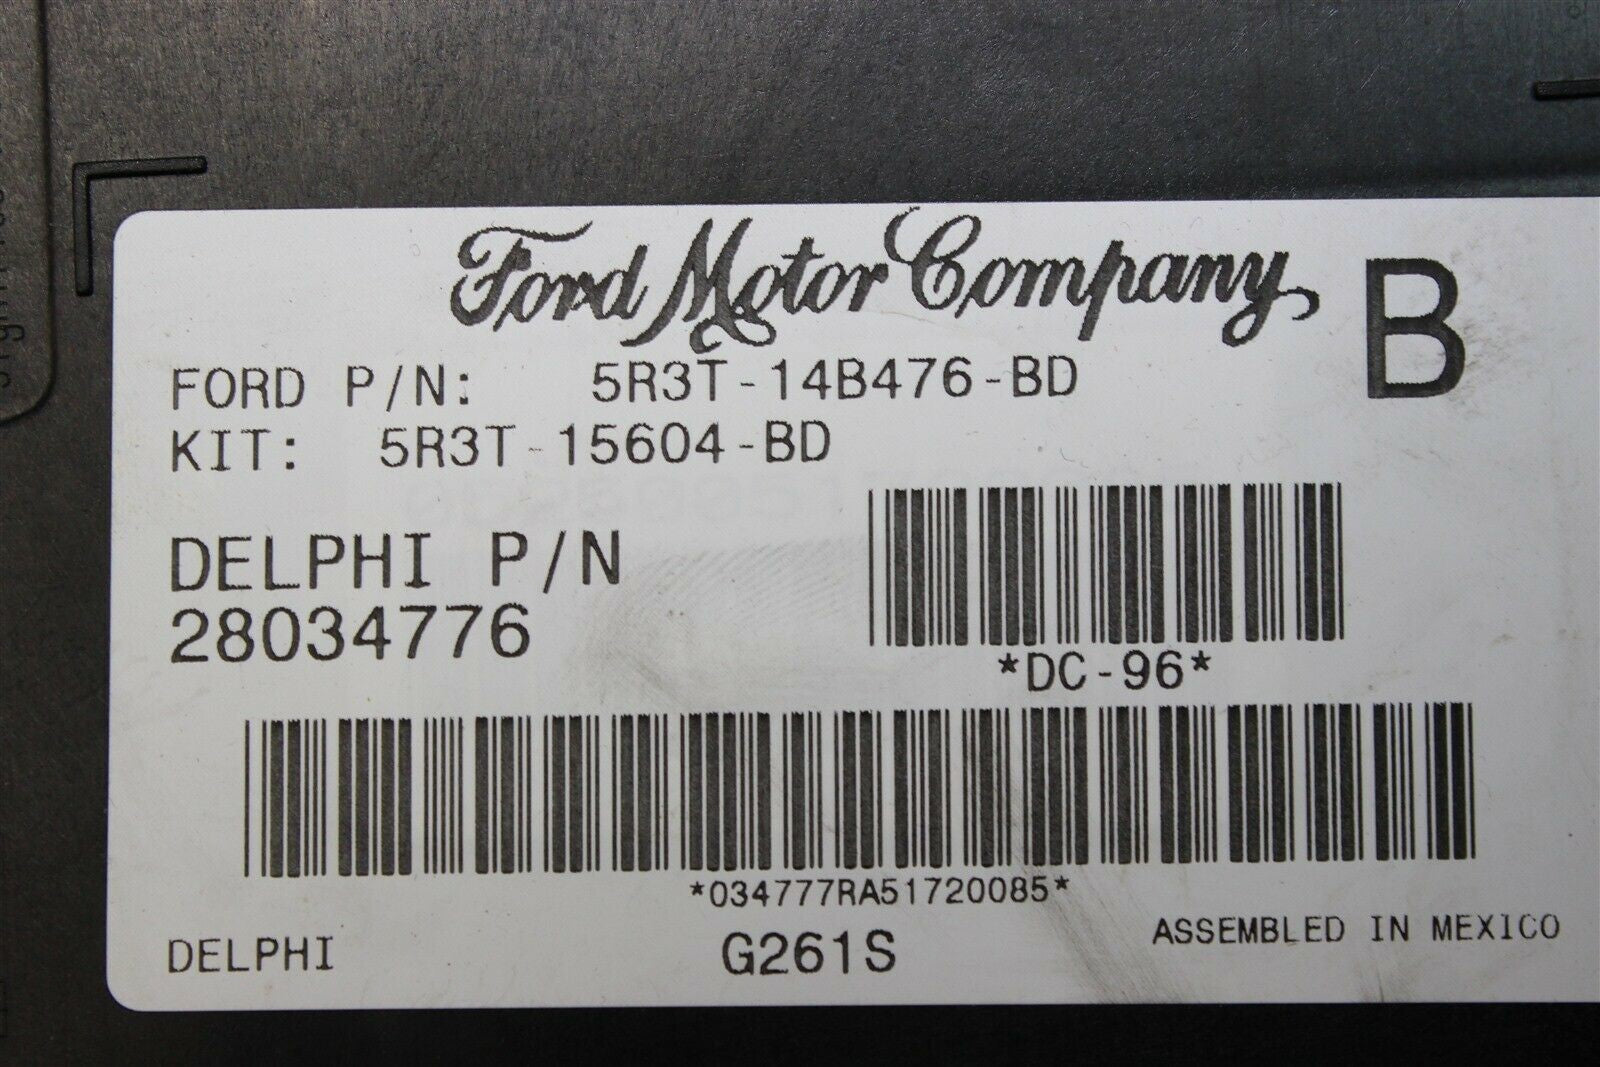 Ford Motor Company
B
FORD P/N: 5R3T-14B476-BD
KIT: 5R3T-15604-BD
DELPHI P/N
28034776
*DC-96*
*034777RA51720085*
DELPHI
G261S
ASSEMBLED IN MEXICO